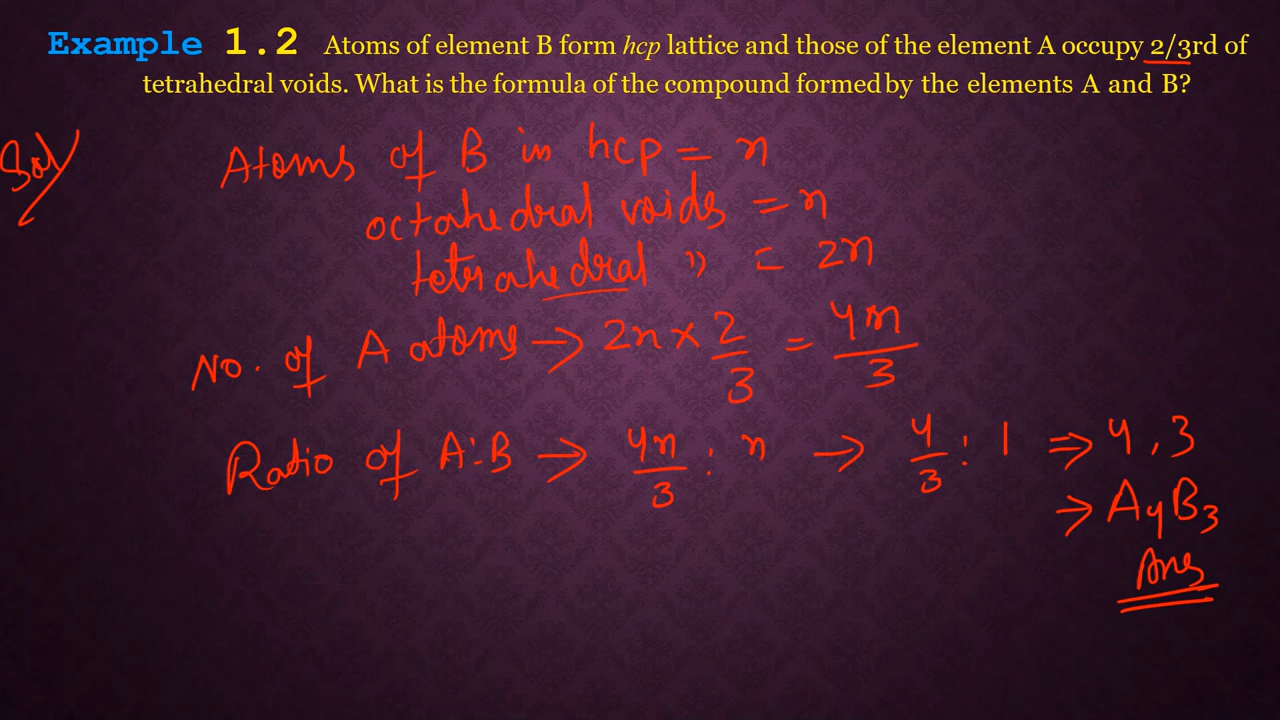 Example 1.2 Atoms of element B form hcp lattice and those of the element A occupy 2/3rd of
tetrahedral voids. What is the formula of the compound formed by the elements A and B?
Sol
Atoms of B in hcp = n
octahedral voids = n
tetrahedral " = 2n
No. of A atoms → 2n × 2/3 = 4n/3
Ratio of A:B → 4n/3 : n → 4/3 : 1 ⇒ 4, 3
→ A4B3
Ans